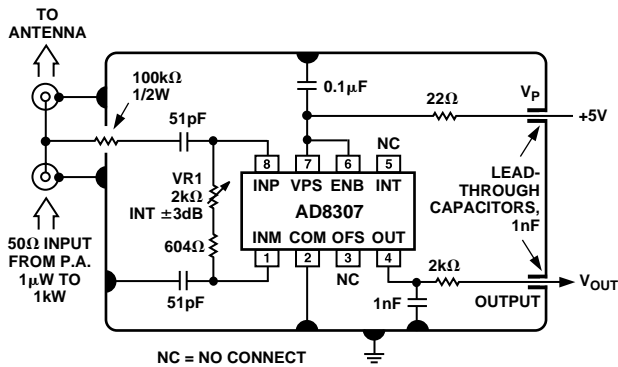 TO
ANTENNA
100kΩ
1/2W
51pF
0.1µF
22Ω
VP
+5V
NC
8
7
6
5
INP
VPS
ENB
INT
VR1
2kΩ
INT ±3dB
AD8307
LEAD-
THROUGH
CAPACITORS,
1nF
604Ω
INM
COM
OFS
OUT
1
2
3
4
NC
50Ω INPUT
FROM P.A.
1µW TO
1kW
51pF
1nF
2kΩ
OUTPUT
VOUT
NC = NO CONNECT